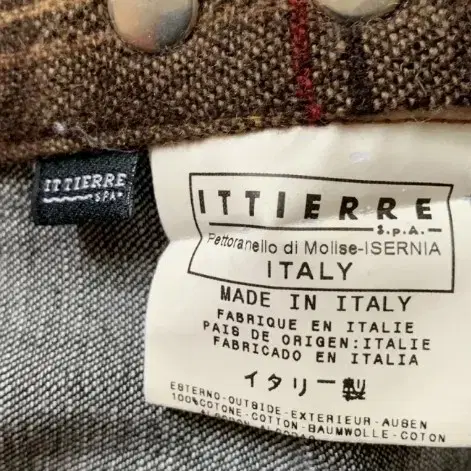 ITTIERRE
SPA
ITTIERRE
S.p.A.
Pettoranello di Molise-ISERNIA
ITALY
MADE IN ITALY
FABRIQUE EN ITALIE
PAIS DE ORIGEN:ITALIE
FABRICADO EN ITALIA
イタリー製
ESTERNO-OUTSIDE-EXTERIEUR-AUßEN
100%COTONE-COTTON-BAUMWOLLE-COTON